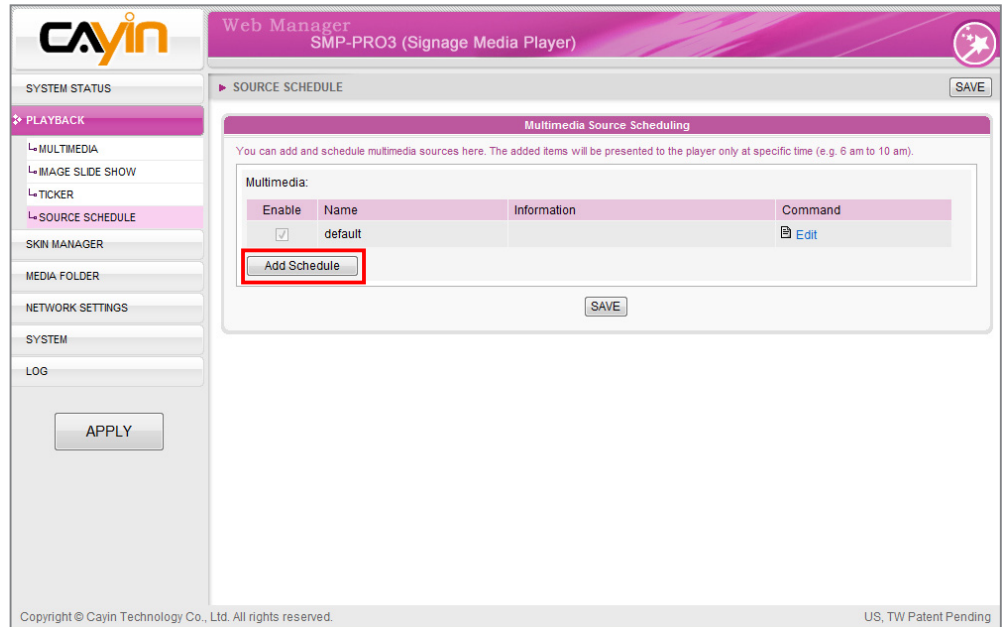 CAYIN
Web Manager
SMP-PRO3 (Signage Media Player)
SYSTEM STATUS
PLAYBACK
MULTIMEDIA
IMAGE SLIDE SHOW
TICKER
SOURCE SCHEDULE
SKIN MANAGER
MEDIA FOLDER
NETWORK SETTINGS
SYSTEM
LOG
APPLY
SOURCE SCHEDULE SAVE
Multimedia Source Scheduling
You can add and schedule multimedia sources here. The added items will be presented to the player only at specific time (e.g. 6 am to 10 am).
Multimedia:
Enable Name Information Command
default Edit
Add Schedule
SAVE
Copyright © Cayin Technology Co., Ltd. All rights reserved. US, TW Patent Pending